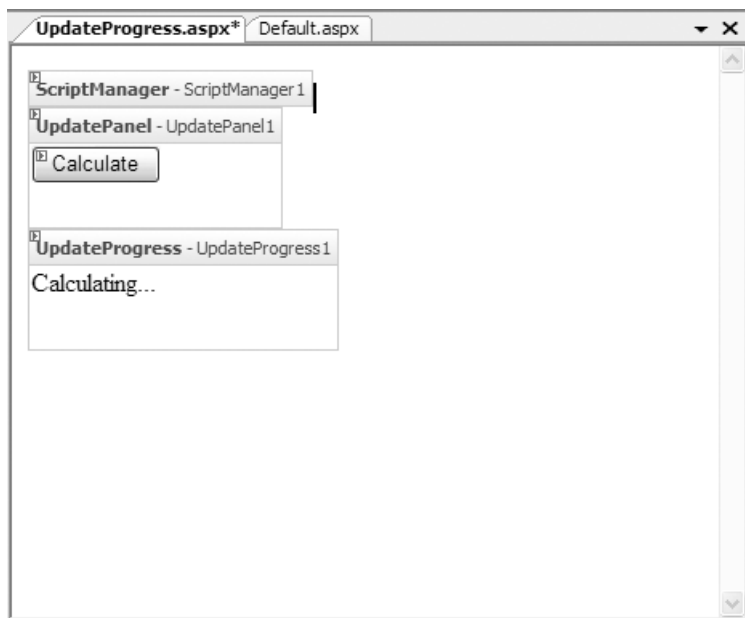 UpdateProgress.aspx* Default.aspx
ScriptManager - ScriptManager1
UpdatePanel - UpdatePanel1
Calculate
UpdateProgress - UpdateProgress1
Calculating...